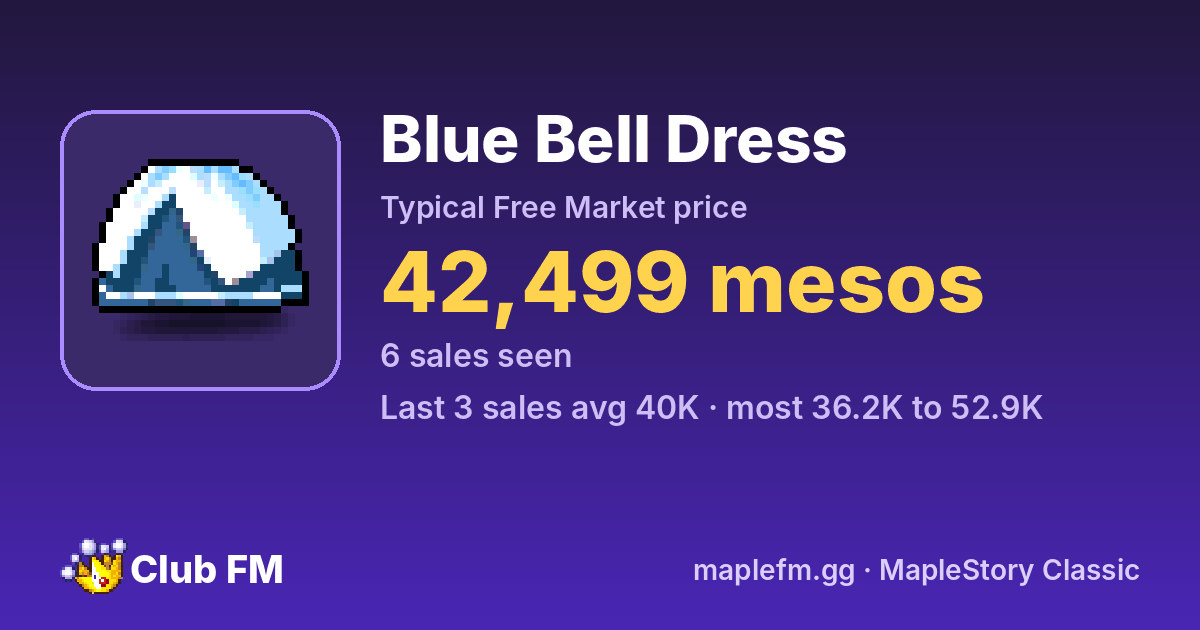 Blue Bell Dress
Typical Free Market price
42,499 mesos
6 sales seen
Last 3 sales avg 40K · most 36.2K to 52.9K
Club FM
maplefm.gg · MapleStory Classic